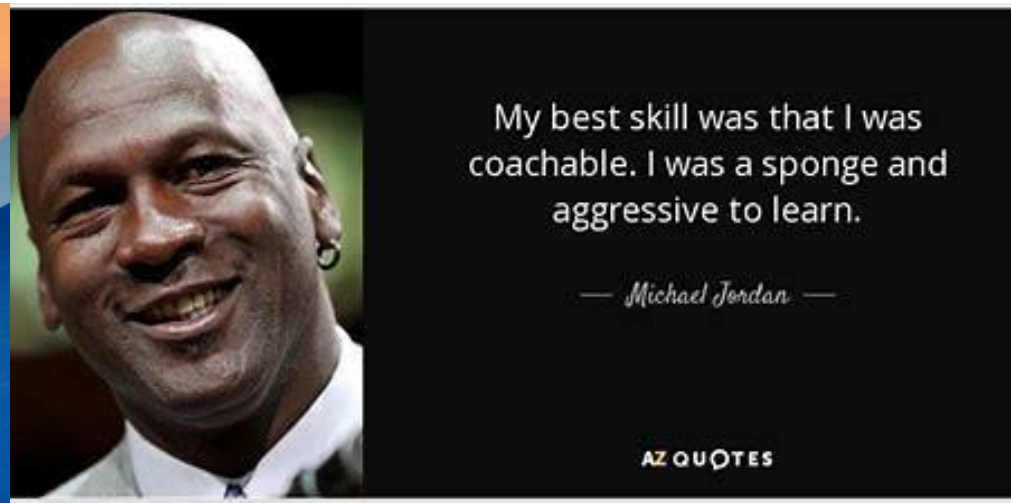 My best skill was that I was
coachable. I was a sponge and
aggressive to learn.
— Michael Jordan —
AZ QUOTES